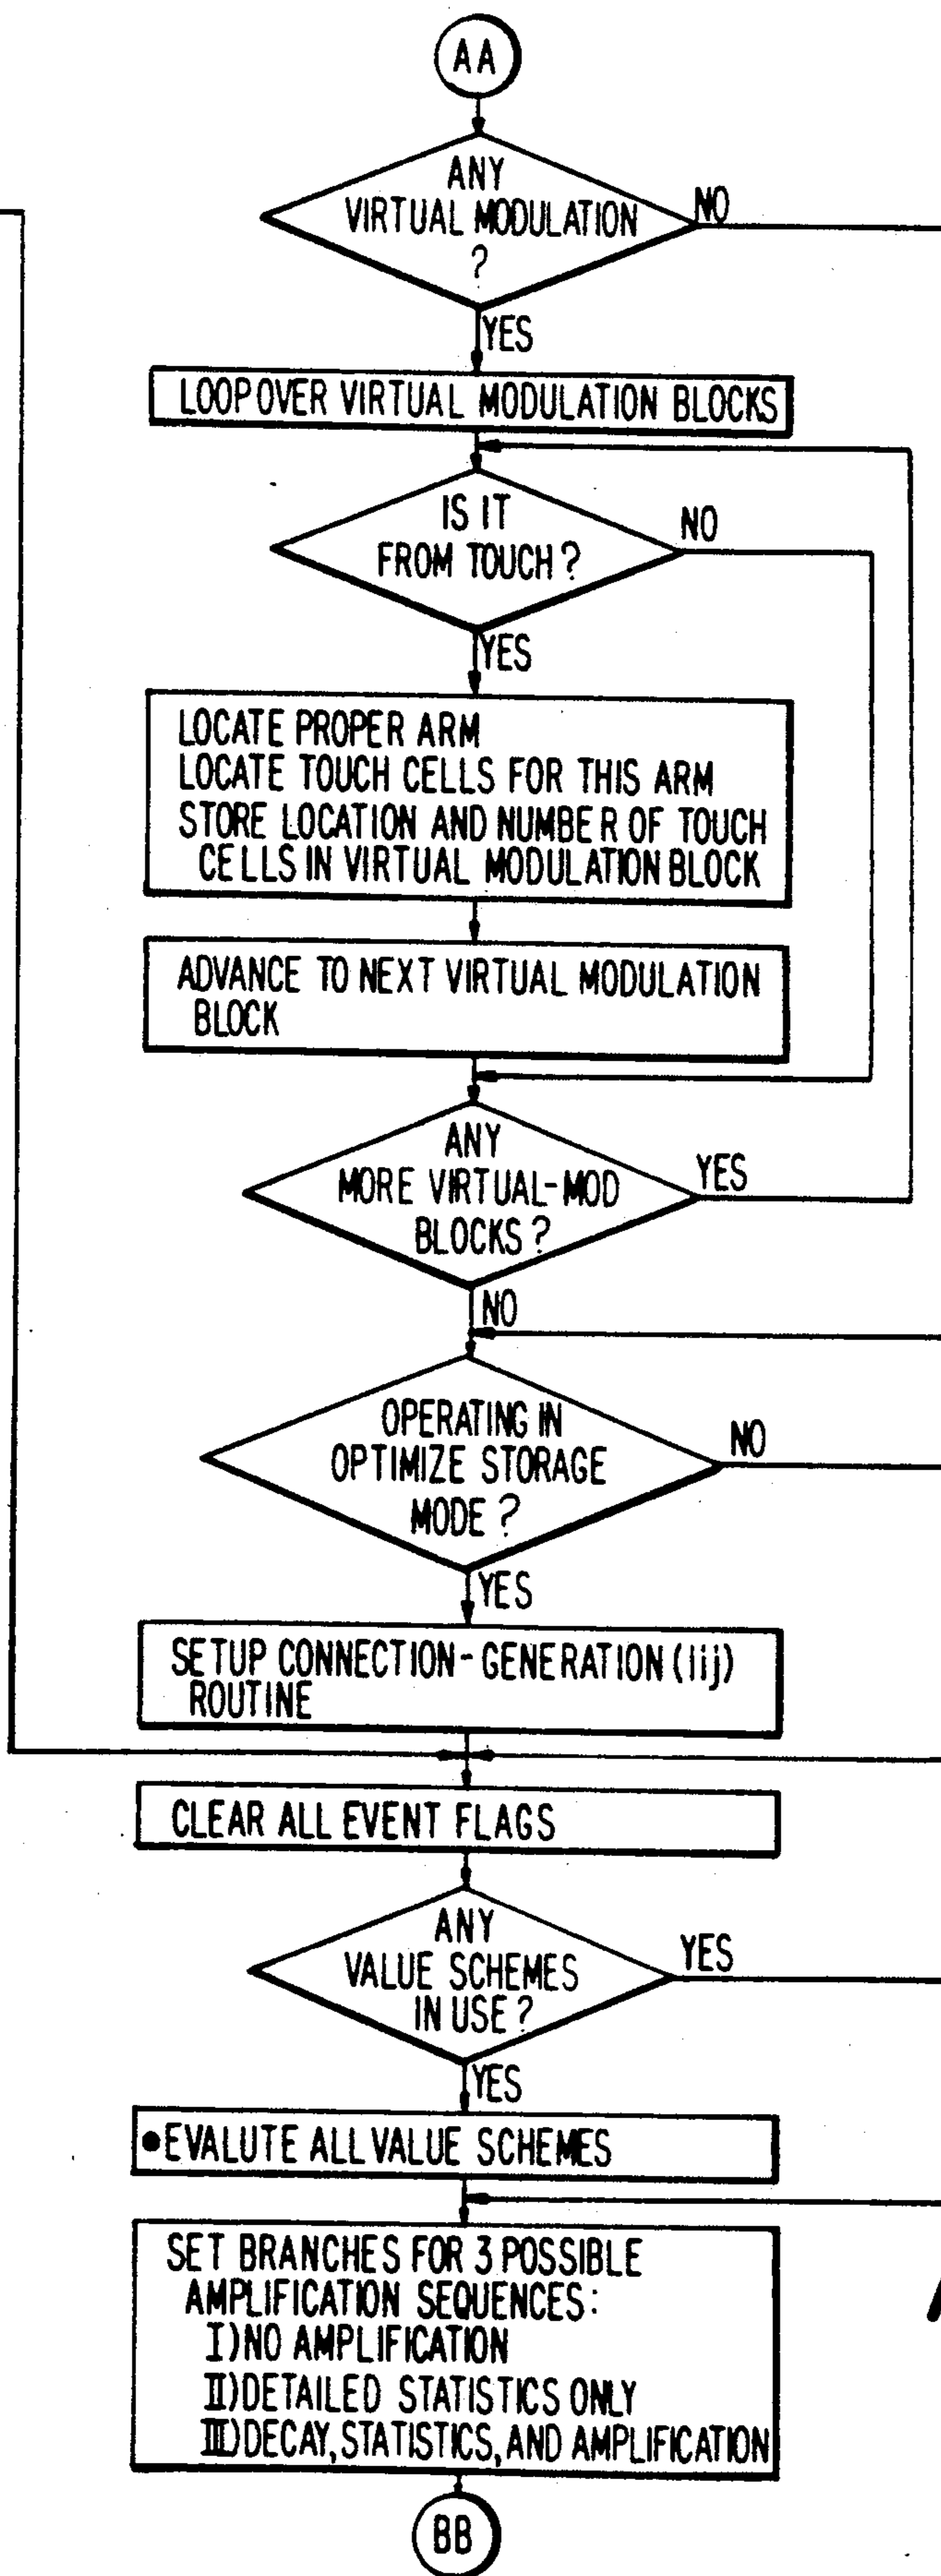 AA
ANY
VIRTUAL MODULATION
?
NO
YES
LOOP OVER VIRTUAL MODULATION BLOCKS
IS IT
FROM TOUCH?
NO
YES
LOCATE PROPER ARM
LOCATE TOUCH CELLS FOR THIS ARM
STORE LOCATION AND NUMBER OF TOUCH
CELLS IN VIRTUAL MODULATION BLOCK
ADVANCE TO NEXT VIRTUAL MODULATION
BLOCK
ANY
MORE VIRTUAL-MOD
BLOCKS?
YES
NO
OPERATING IN
OPTIMIZE STORAGE
MODE?
NO
YES
SETUP CONNECTION-GENERATION (lij)
ROUTINE
CLEAR ALL EVENT FLAGS
ANY
VALUE SCHEMES
IN USE?
YES
YES
•EVALUTE ALL VALUE SCHEMES
SET BRANCHES FOR 3 POSSIBLE
AMPLIFICATION SEQUENCES:
I) NO AMPLIFICATION
II) DETAILED STATISTICS ONLY
III) DECAY, STATISTICS, AND AMPLIFICATION
BB